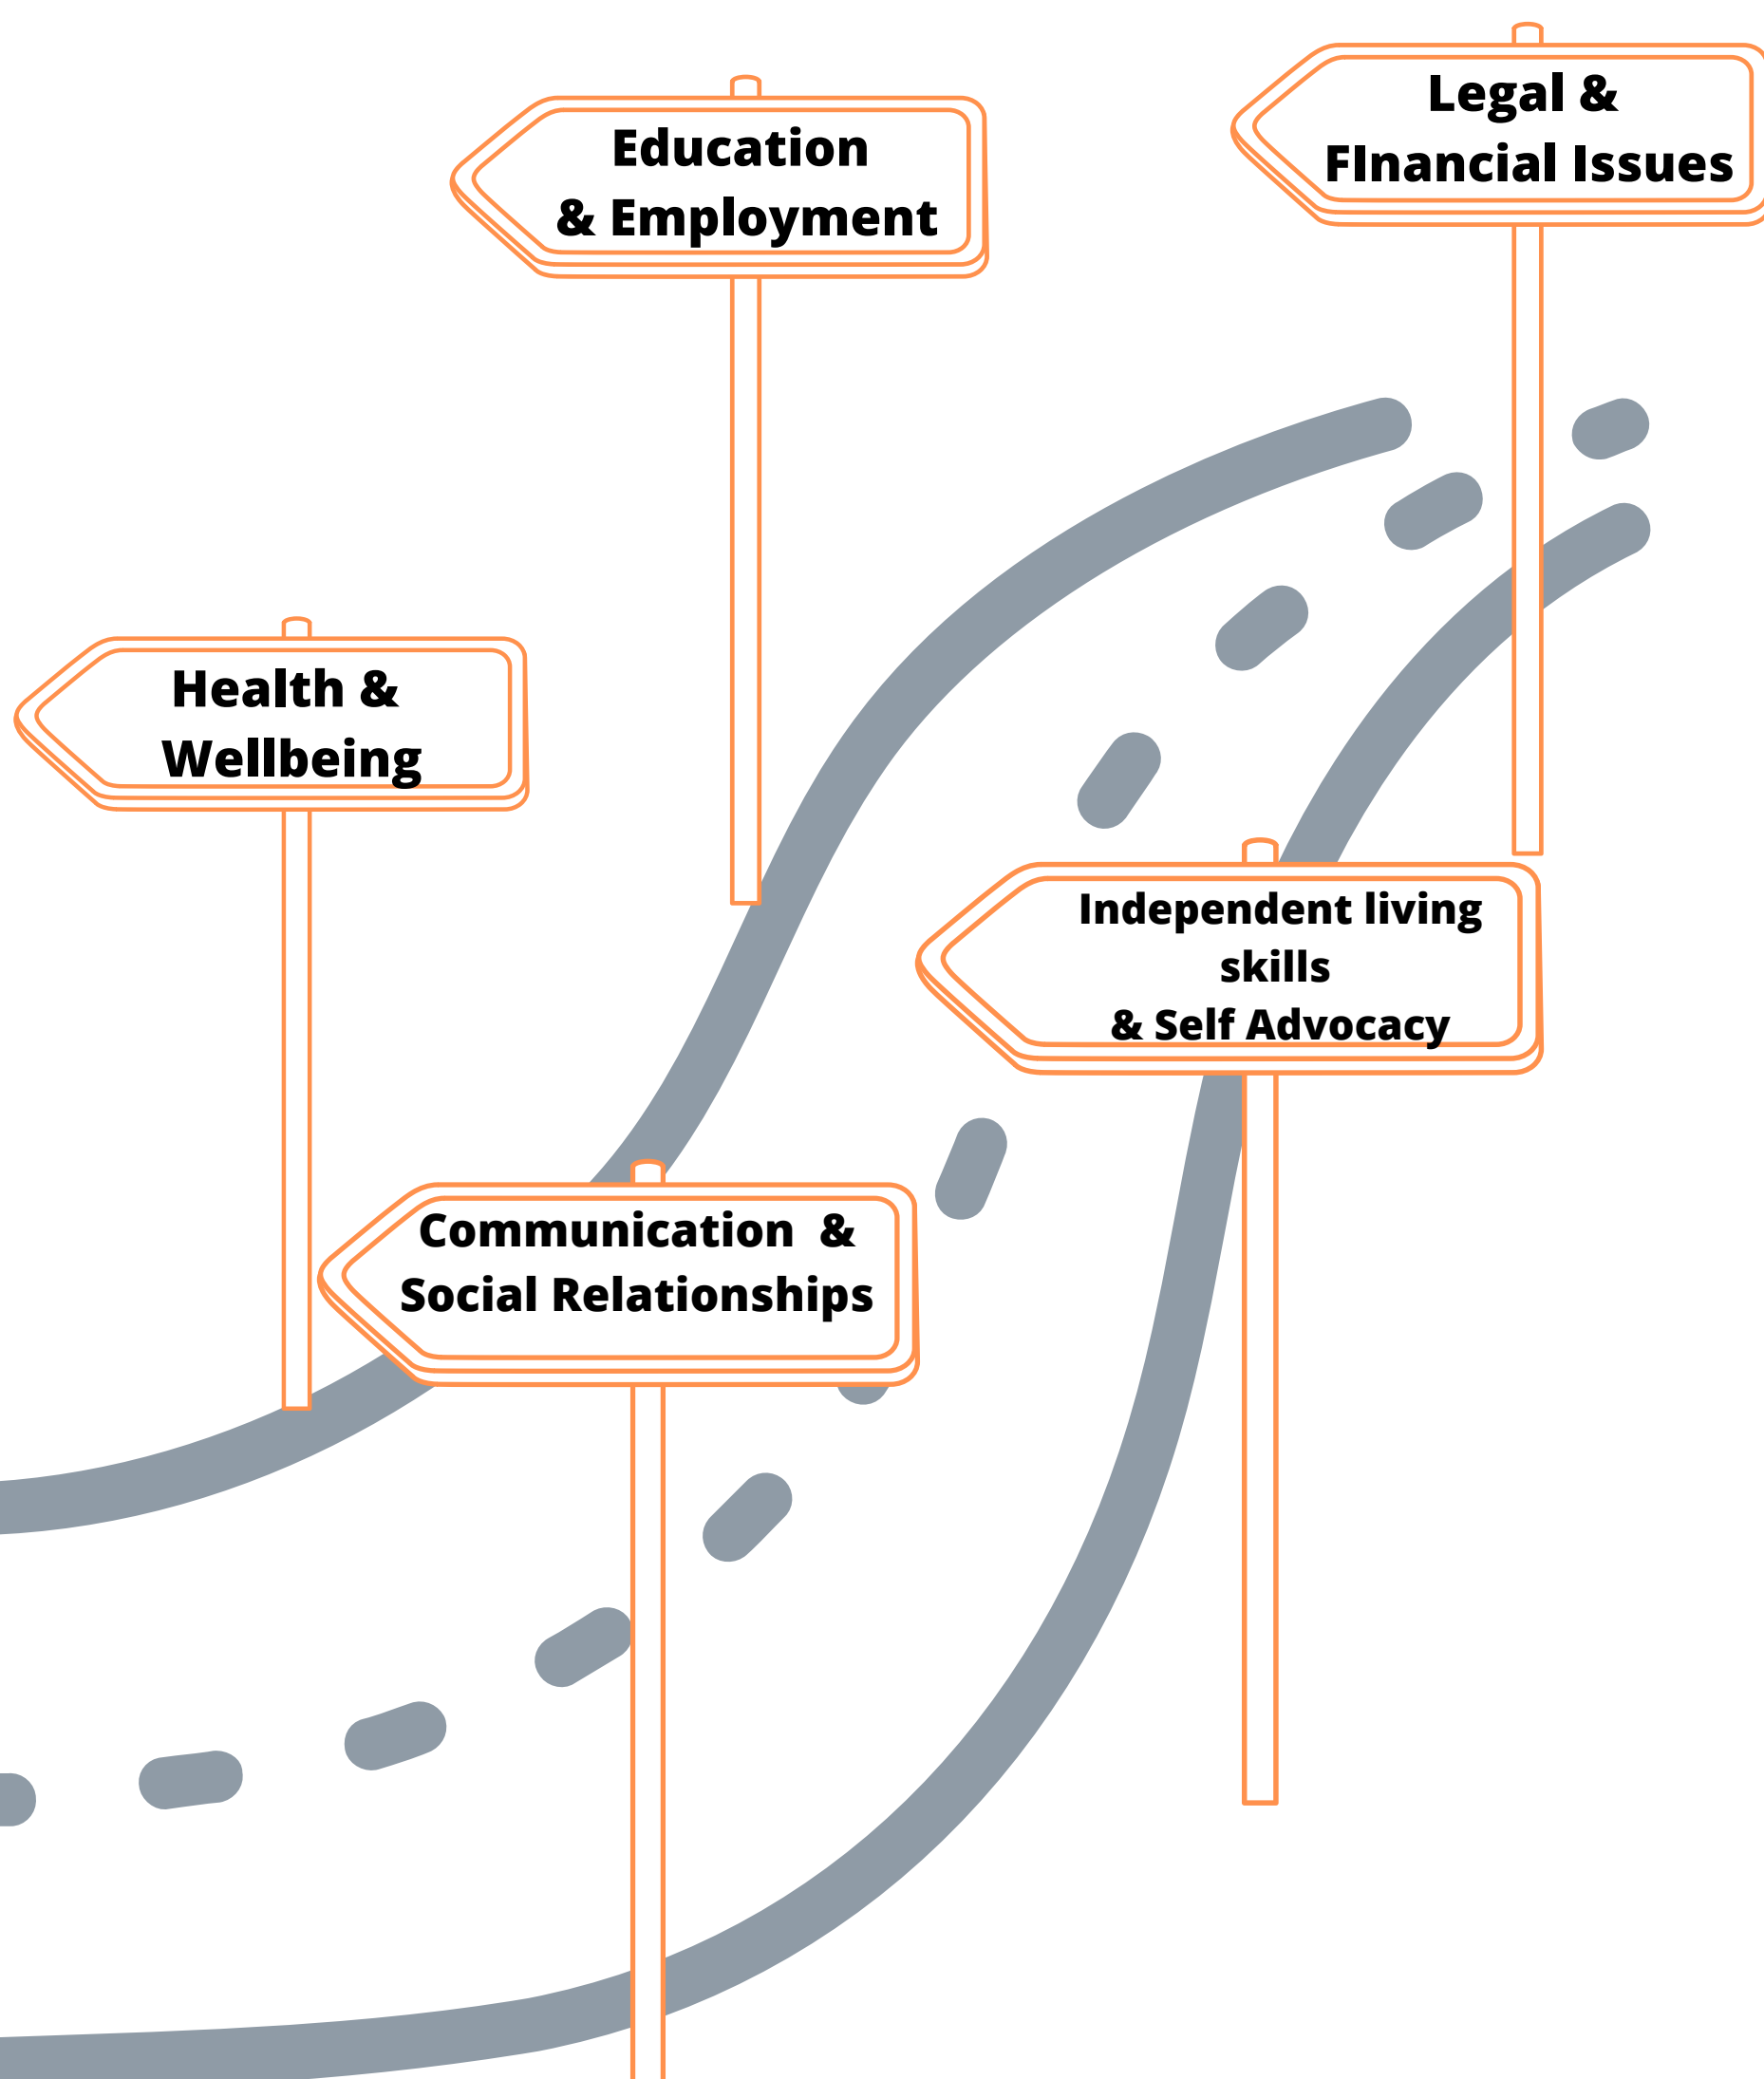 Legal &
FInancial Issues
Education
& Employment
Health &
Wellbeing
Independent living
skills
& Self Advocacy
Communication  &
Social Relationships